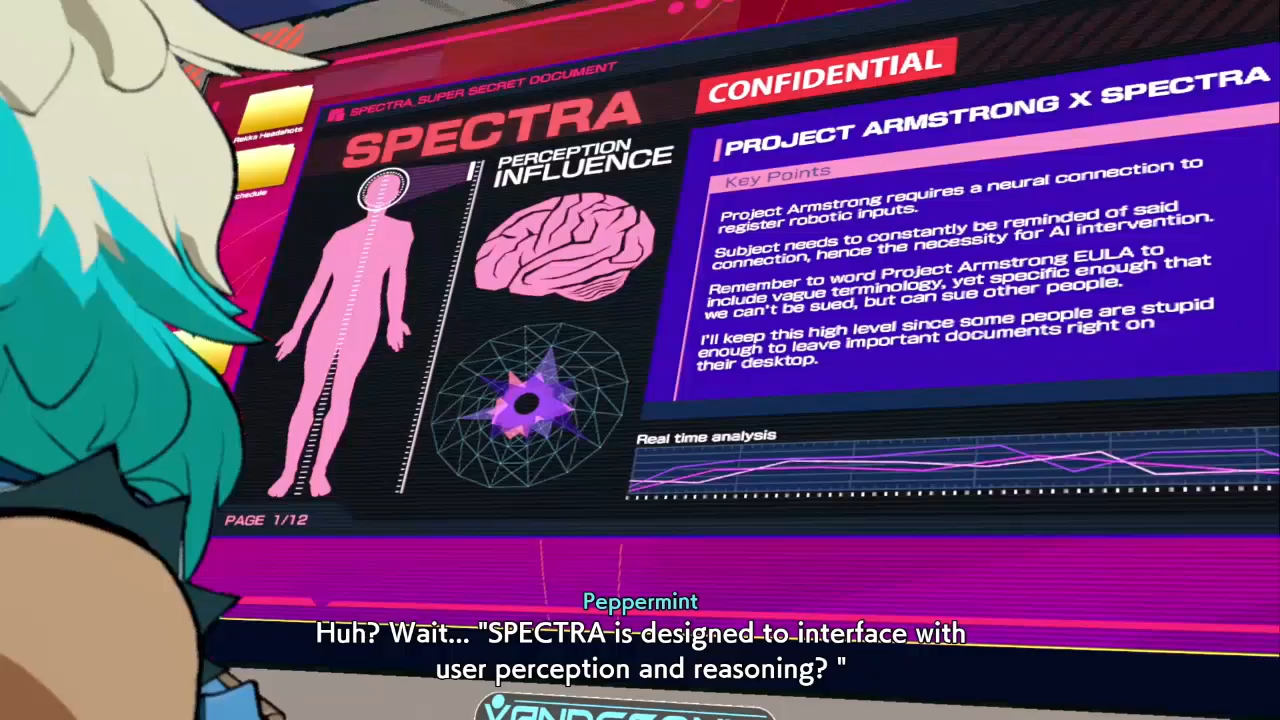 Rekka Headshots
chedule
SPECTRA_SUPER SECRET DOCUMENT
SPECTRA
PERCEPTION
INFLUENCE
CONFIDENTIAL
PROJECT ARMSTRONG X SPECTRA
Key Points
Project Armstrong requires a neural connection to
register robotic inputs.
Subject needs to constantly be reminded of said
connection, hence the necessity for AI intervention.
Remember to word Project Armstrong EULA to
include vague terminology, yet specific enough that
we can't be sued, but can sue other people.
I'll keep this high level since some people are stupid
enough to leave important documents right on
their desktop.
Real time analysis
PAGE 1/12
Peppermint
Huh? Wait... "SPECTRA is designed to interface with
user perception and reasoning? "